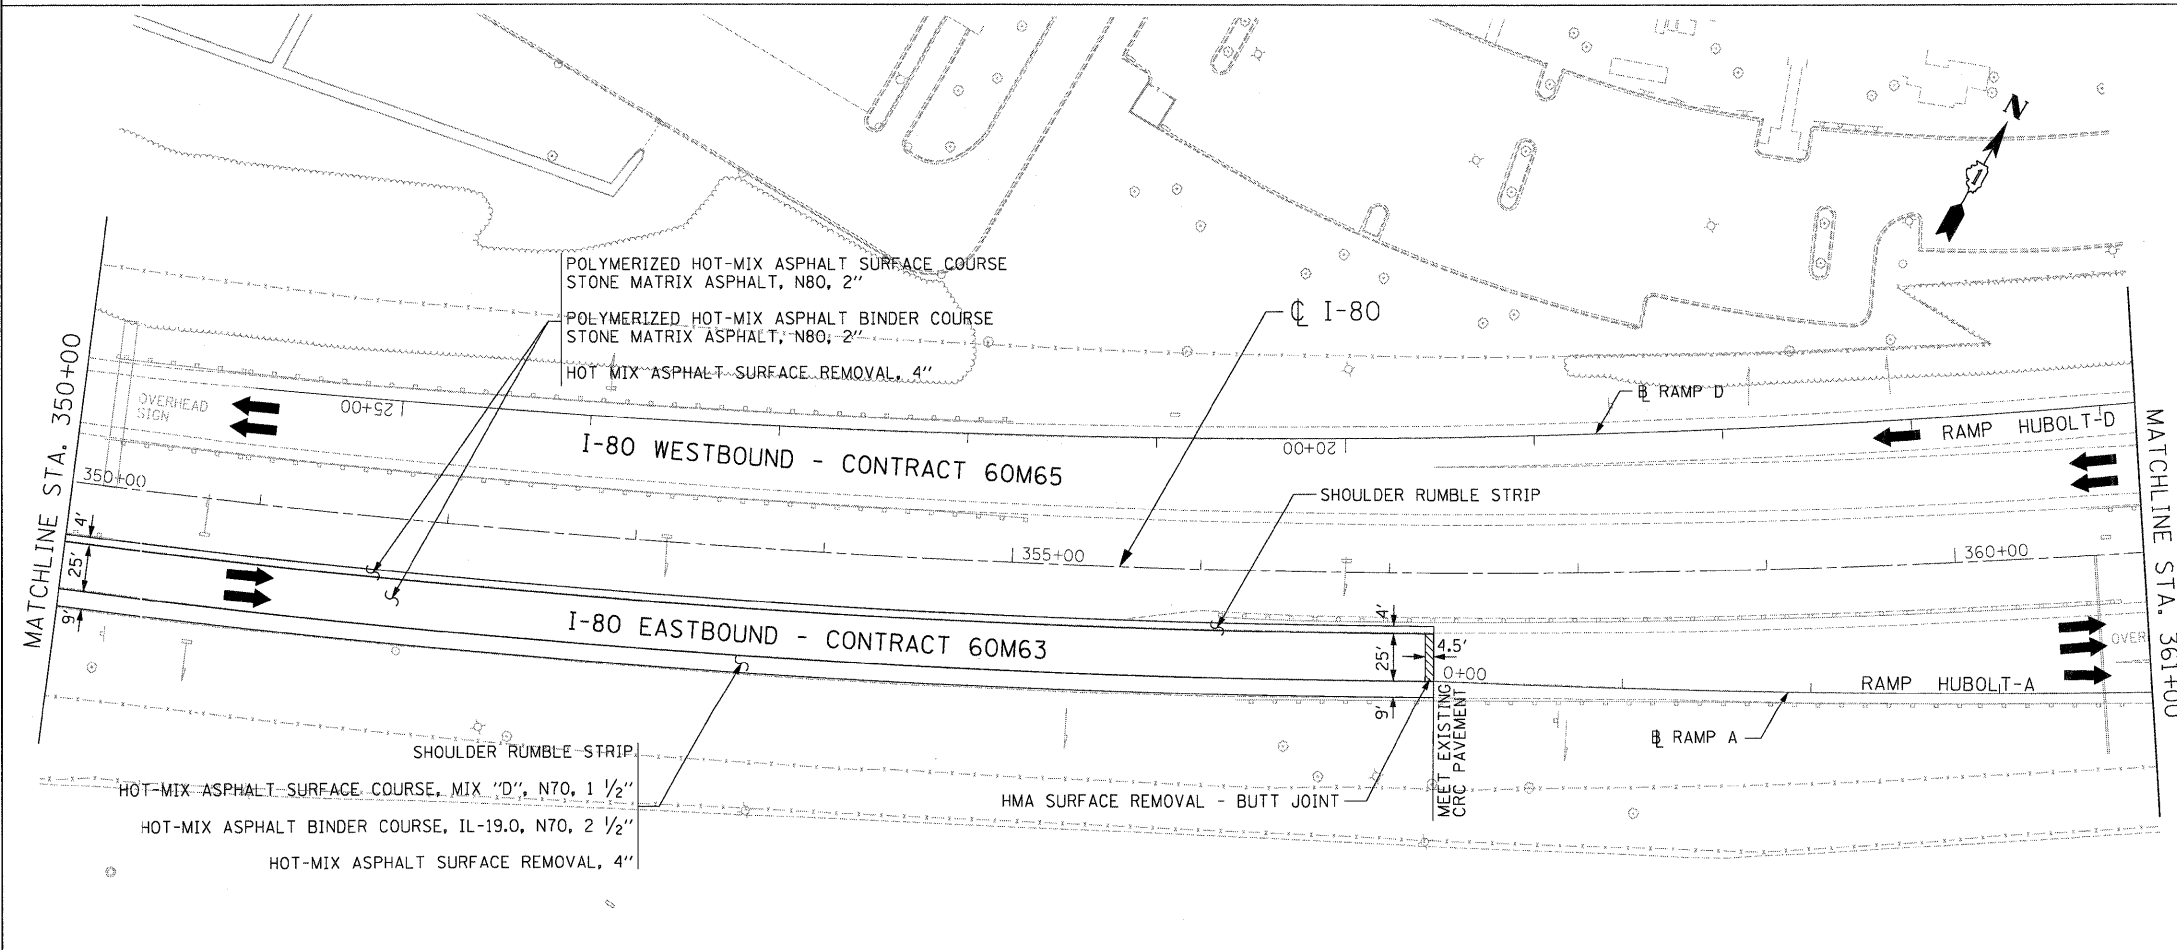 N
POLYMERIZED HOT-MIX ASPHALT SURFACE COURSE
STONE MATRIX ASPHALT, N80, 2"
POLYMERIZED HOT-MIX ASPHALT BINDER COURSE
STONE MATRIX ASPHALT, N80, 2"
HOT MIX ASPHALT SURFACE REMOVAL, 4"
℄ I-80
MATCHLINE STA. 350+00
OVERHEAD
SIGN
25+00
I-80 WESTBOUND - CONTRACT 60M65
20+00
B̲L RAMP D
RAMP HUBOLT-D
MATCHLINE STA. 361+00
350+00
SHOULDER RUMBLE STRIP
355+00
360+00
4'
25'
9'
I-80 EASTBOUND - CONTRACT 60M63
4'
25'
9'
4.5'
0+00
RAMP HUBOLT-A
OVER
MEET EXISTING
CRC PAVEMENT
BL RAMP A
SHOULDER RUMBLE STRIP
HOT-MIX ASPHALT SURFACE COURSE, MIX "D", N70, 1 1/2"
HOT-MIX ASPHALT BINDER COURSE, IL-19.0, N70, 2 1/2"
HOT-MIX ASPHALT SURFACE REMOVAL, 4"
HMA SURFACE REMOVAL - BUTT JOINT